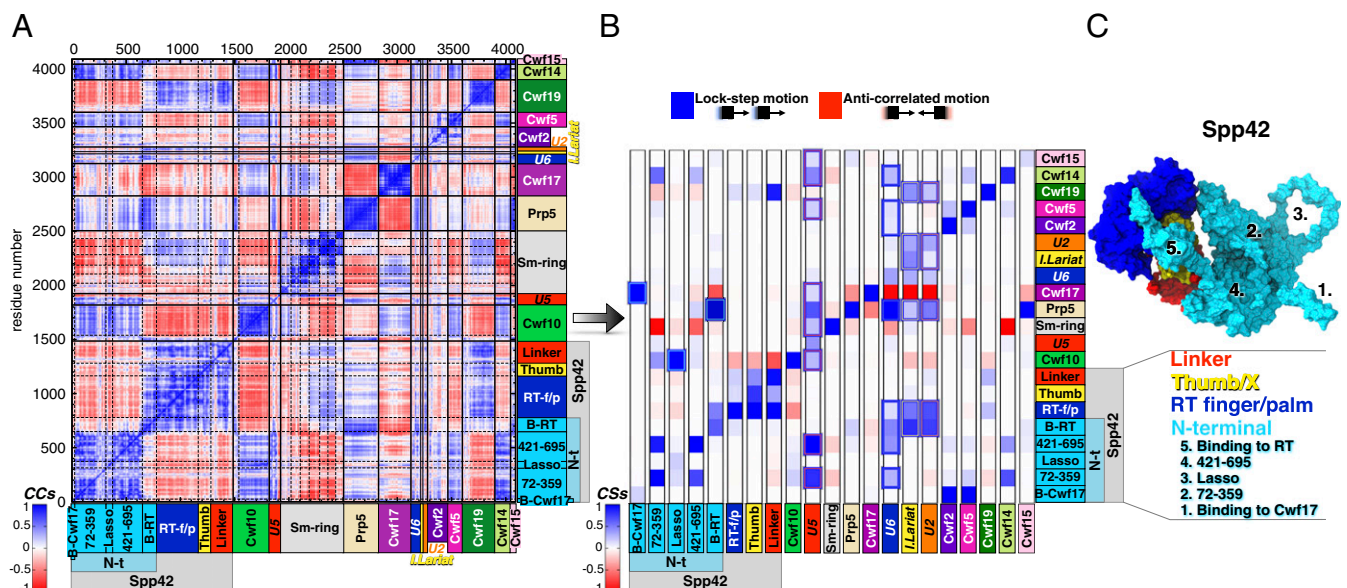 A
B
C
0 500 1000 1500 2000 2500 3000 3500 4000
residue number
4000
3500
3000
2500
2000
1500
1000
500
0
Cwf15
Cwf14
Cwf19
Cwf5
Cwf2
U2
I.Lariat
U6
Cwf17
Prp5
Sm-ring
U5
Cwf10
Linker
Thumb
RT-f/p
B-RT
421-695
Lasso
72-359
B-Cwf17
N-t
Spp42
CCs
1
0.5
0
0.5
1
B-Cwf17
72-359
Lasso
421-695
B-RT
RT-f/p
Thumb
Linker
Cwf10
U5
Sm-ring
Prp5
Cwf17
U6
U2
I.Lariat
Cwf2
Cwf5
Cwf19
Cwf14
Cwf15
N-t
Spp42
Lock-step motion
Anti-correlated motion
Cwf15
Cwf14
Cwf19
Cwf5
Cwf2
U2
I.Lariat
U6
Cwf17
Prp5
Sm-ring
U5
Cwf10
Linker
Thumb
RT-f/p
B-RT
421-695
Lasso
72-359
B-Cwf17
N-t
Spp42
CSs
1
0.5
0
0.5
1
B-Cwf17
72-359
Lasso
421-695
B-RT
RT-f/p
Thumb
Linker
Cwf10
U5
Sm-ring
Prp5
Cwf17
U6
I.Lariat
U2
Cwf2
Cwf5
Cwf19
Cwf14
Cwf15
N-t
Spp42
Spp42
3.
2.
5.
4.
1.
Linker
Thumb/X
RT finger/palm
N-terminal
5. Binding to RT
4. 421-695
3. Lasso
2. 72-359
1. Binding to Cwf17